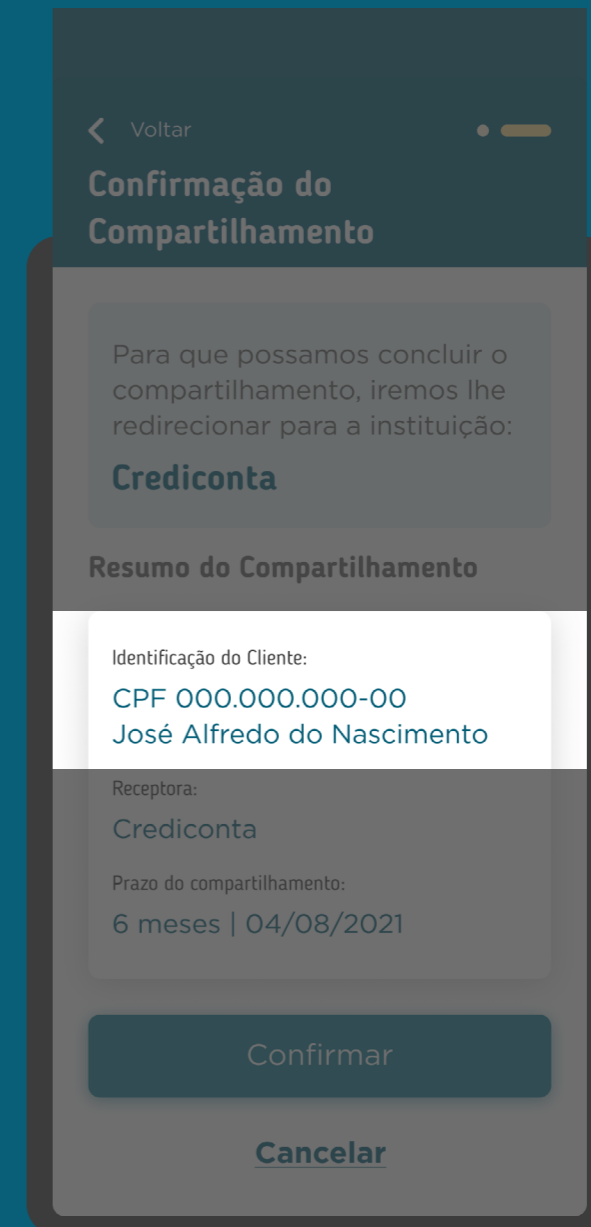 Voltar
Confirmação do
Compartilhamento
Para que possamos concluir o
compartilhamento, iremos lhe
redirecionar para a instituição:
Crediconta
Resumo do Compartilhamento
Identificação do Cliente:
CPF 000.000.000-00
José Alfredo do Nascimento
Receptora:
Crediconta
Prazo do compartilhamento:
6 meses | 04/08/2021
Confirmar
Cancelar